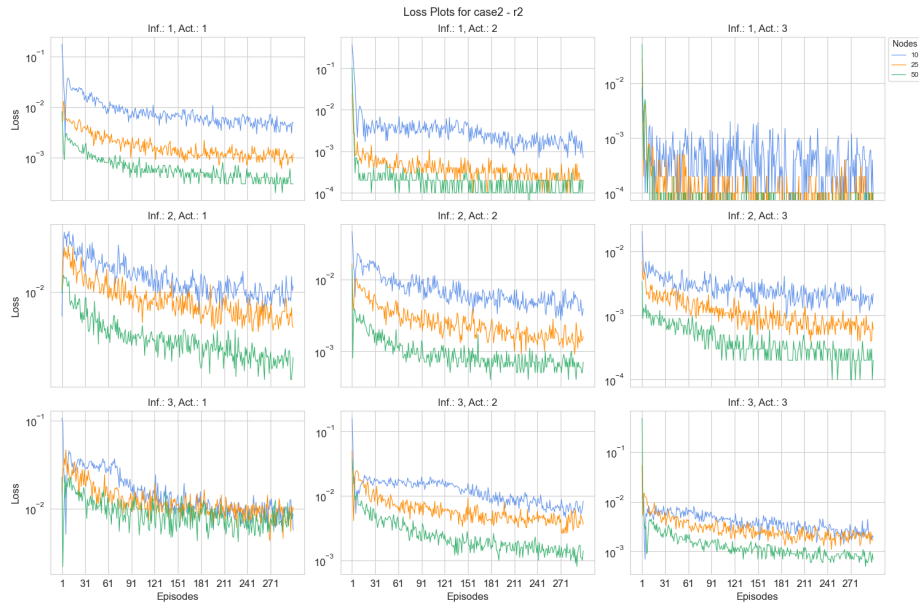 Loss Plots for case2 - r2
Inf.: 1, Act.: 1
Inf.: 1, Act.: 2
Inf.: 1, Act.: 3
Nodes
10
25
50
Loss
10⁻¹
10⁻²
10⁻³
10⁻¹
10⁻²
10⁻³
10⁻⁴
10⁻²
10⁻³
10⁻⁴
Inf.: 2, Act.: 1
Inf.: 2, Act.: 2
Inf.: 2, Act.: 3
Loss
10⁻²
10⁻²
10⁻³
10⁻²
10⁻³
10⁻⁴
Inf.: 3, Act.: 1
Inf.: 3, Act.: 2
Inf.: 3, Act.: 3
Loss
10⁻¹
10⁻²
10⁻¹
10⁻²
10⁻³
10⁻¹
10⁻²
10⁻³
1 31 61 91 121 151 181 211 241 271
1 31 61 91 121 151 181 211 241 271
1 31 61 91 121 151 181 211 241 271
Episodes
Episodes
Episodes